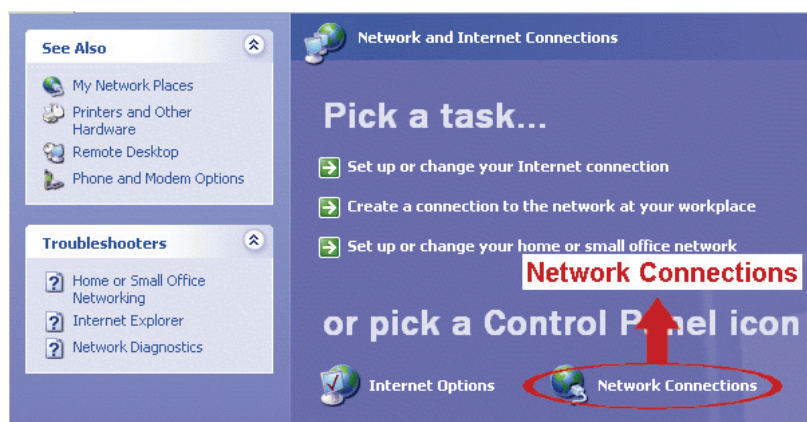 See Also
My Network Places
Printers and Other
Hardware
Remote Desktop
Phone and Modem Options
Troubleshooters
Home or Small Office
Networking
Internet Explorer
Network Diagnostics
Network and Internet Connections
Pick a task...
Set up or change your Internet connection
Create a connection to the network at your workplace
Set up or change your home or small office network
Network Connections
or pick a Control Panel icon
Internet Options
Network Connections